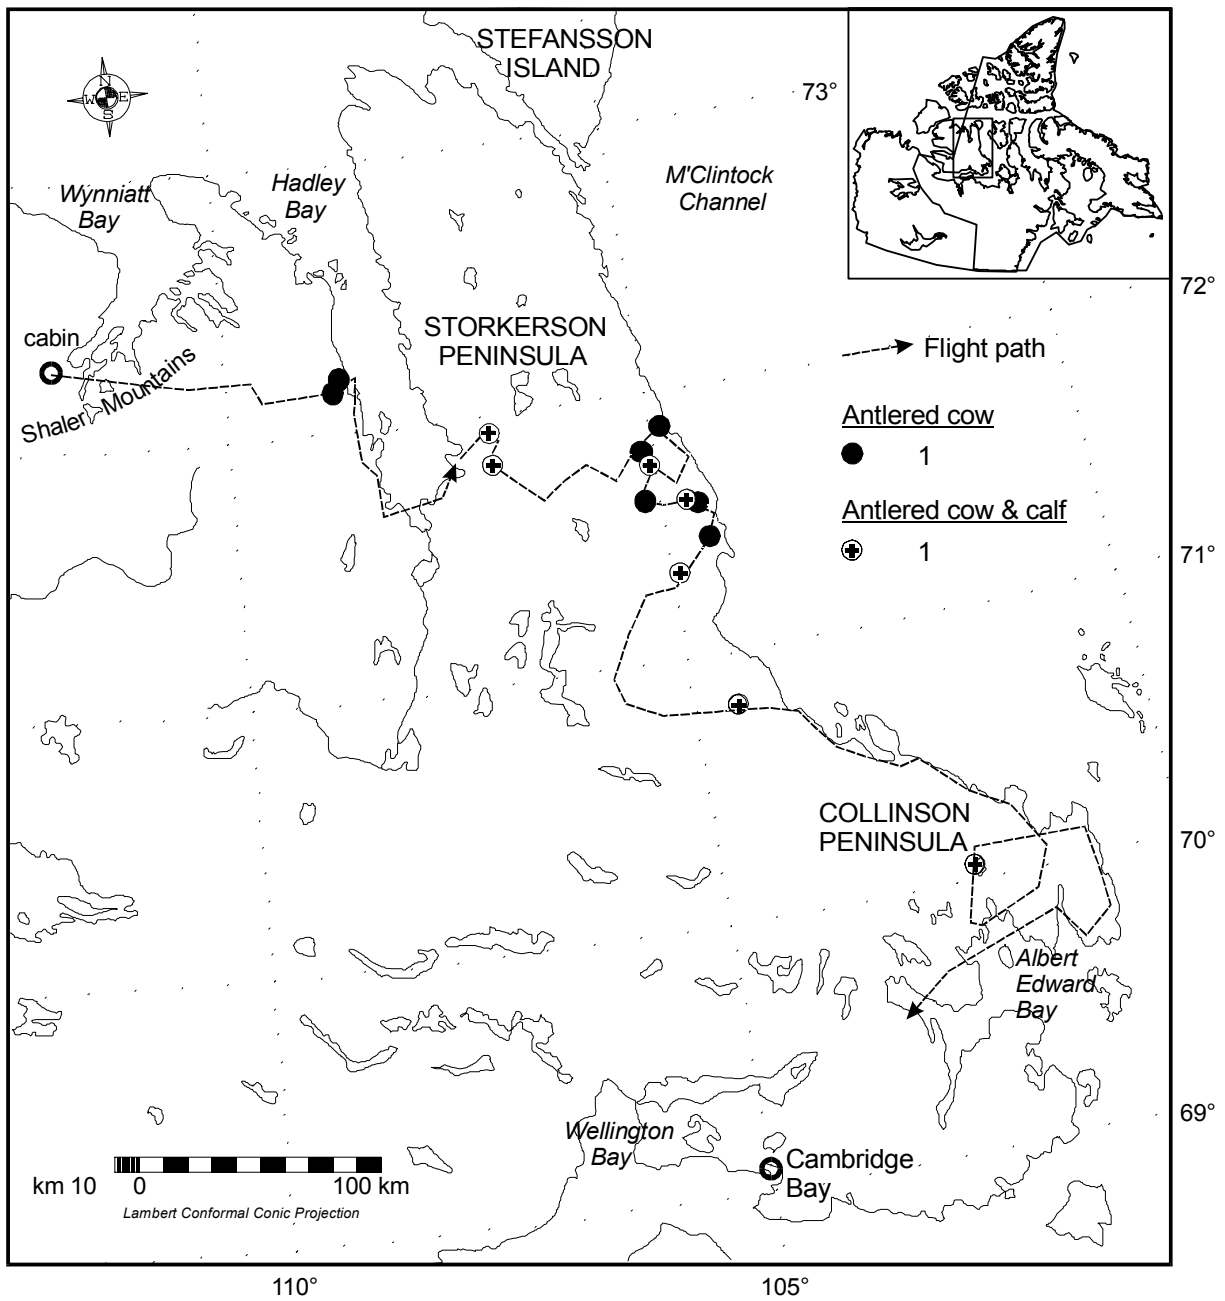 STEFANSSON
ISLAND
73°
N
W E
S
M'Clintock
Channel
Hadley
Bay
Wynniatt
Bay
72°
STORKERSON
PENINSULA
cabin
Shaler Mountains
Flight path
Antlered cow
1
Antlered cow & calf
1
71°
COLLINSON
PENINSULA
70°
Albert
Edward
Bay
69°
Wellington
Bay
Cambridge
Bay
km 10 0 100 km
Lambert Conformal Conic Projection
110° 105°